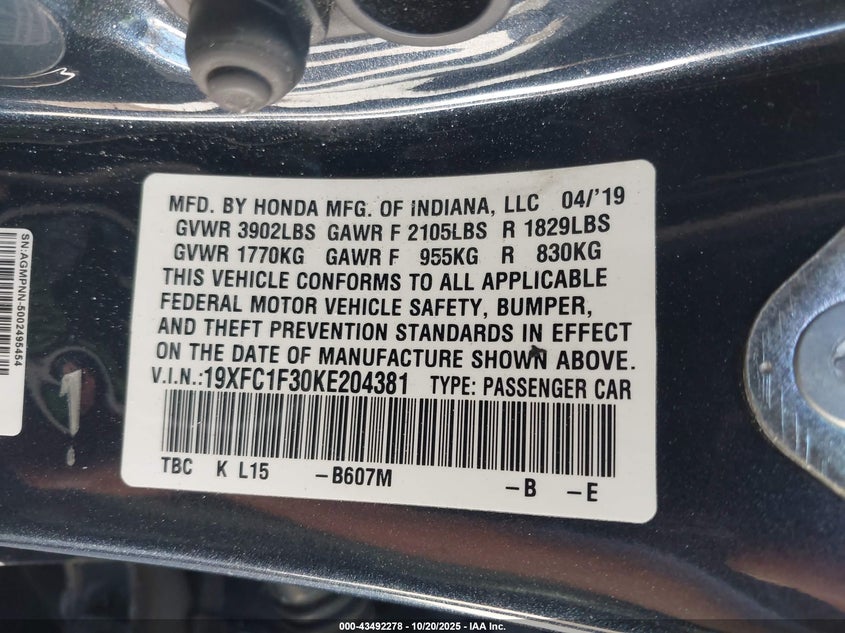 MFD. BY HONDA MFG. OF INDIANA, LLC 04/'19
GVWR 3902LBS GAWR F 2105LBS R 1829LBS
GVWR 1770KG GAWR F 955KG R 830KG
THIS VEHICLE CONFORMS TO ALL APPLICABLE
FEDERAL MOTOR VEHICLE SAFETY, BUMPER,
AND THEFT PREVENTION STANDARDS IN EFFECT
ON THE DATE OF MANUFACTURE SHOWN ABOVE.
V.I.N.:19XFC1F30KE204381 TYPE: PASSENGER CAR
TBC K L15 -B607M -B -E
SN:AGMPNN-5002495454
1
000-43492278 - 10/20/2025 - IAA Inc.